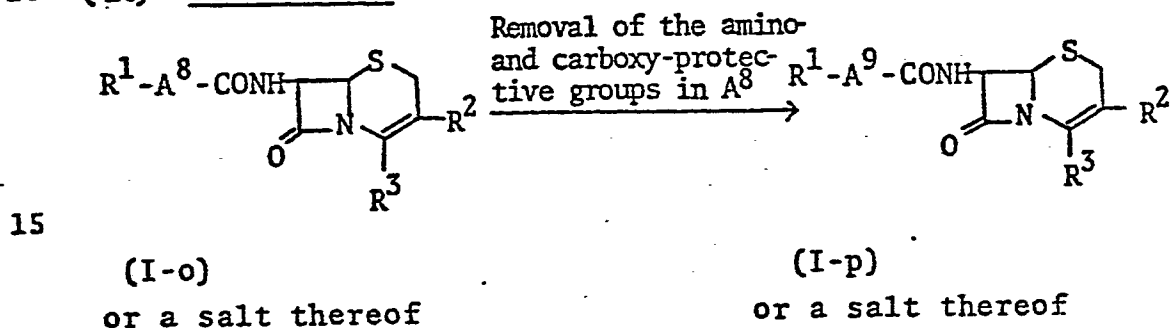 Removal of the amino-
and carboxy-protec-
tive groups in A⁸
R¹-A⁸-CONH
S
N
O
R²
R³
R¹-A⁹-CONH
S
N
O
R²
R³
15
(I-o)
(I-p)
or a salt thereof
or a salt thereof